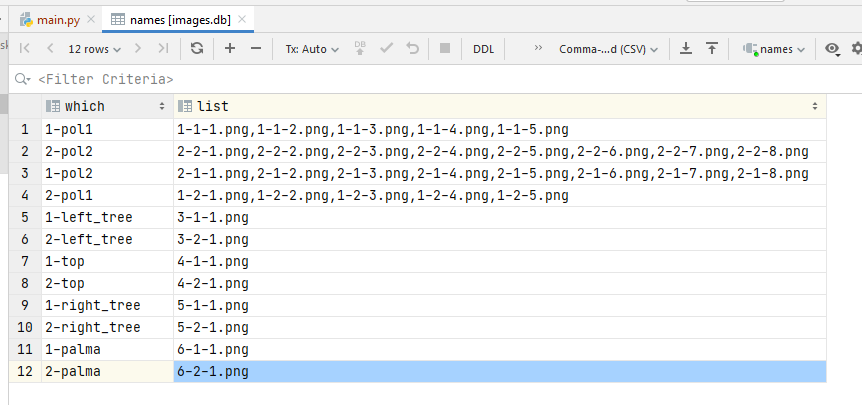 main.py names [images.db]
sk 12 rows Tx: Auto DB DDL Comma-...d (CSV) names
<Filter Criteria>
which list
1 1-pol1 1-1-1.png,1-1-2.png,1-1-3.png,1-1-4.png,1-1-5.png
2 2-pol2 2-2-1.png,2-2-2.png,2-2-3.png,2-2-4.png,2-2-5.png,2-2-6.png,2-2-7.png,2-2-8.png
3 1-pol2 2-1-1.png,2-1-2.png,2-1-3.png,2-1-4.png,2-1-5.png,2-1-6.png,2-1-7.png,2-1-8.png
4 2-pol1 1-2-1.png,1-2-2.png,1-2-3.png,1-2-4.png,1-2-5.png
5 1-left_tree 3-1-1.png
6 2-left_tree 3-2-1.png
7 1-top 4-1-1.png
8 2-top 4-2-1.png
9 1-right_tree 5-1-1.png
10 2-right_tree 5-2-1.png
11 1-palma 6-1-1.png
12 2-palma 6-2-1.png